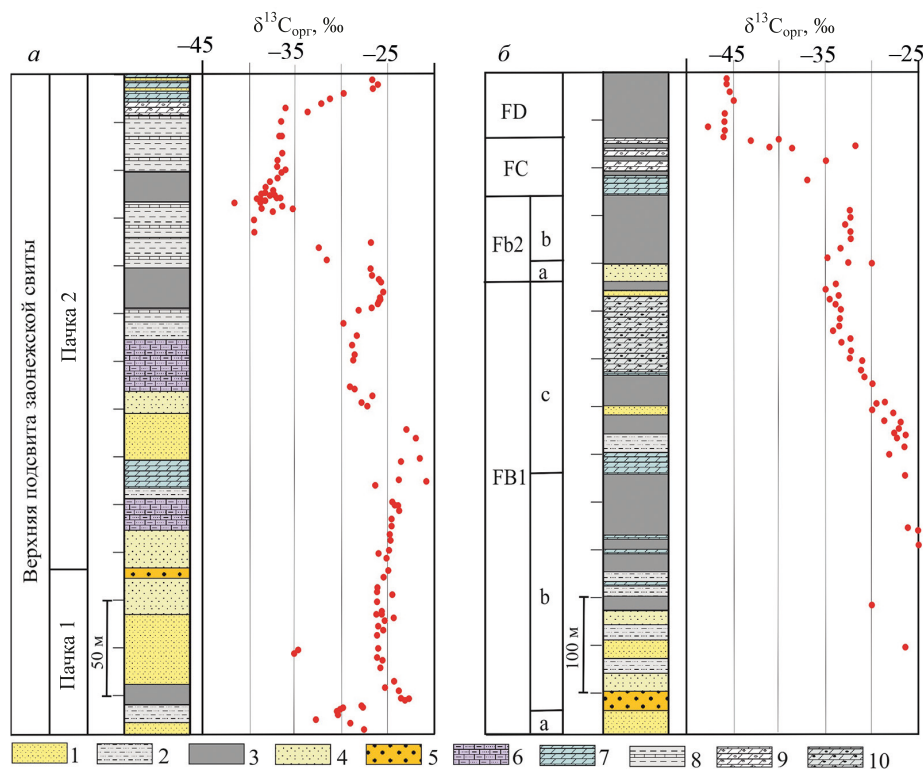 а
δ¹³Cорг, ‰
–45
–35
–25
б
δ¹³Cорг, ‰
–45
–35
–25
Верхняя подсвита заонежской свиты
Пачка 2
Пачка 1
50 м
FD
FC
Fb2
b
a
FB1
c
b
a
100 м
1
2
3
4
5
6
7
8
9
10